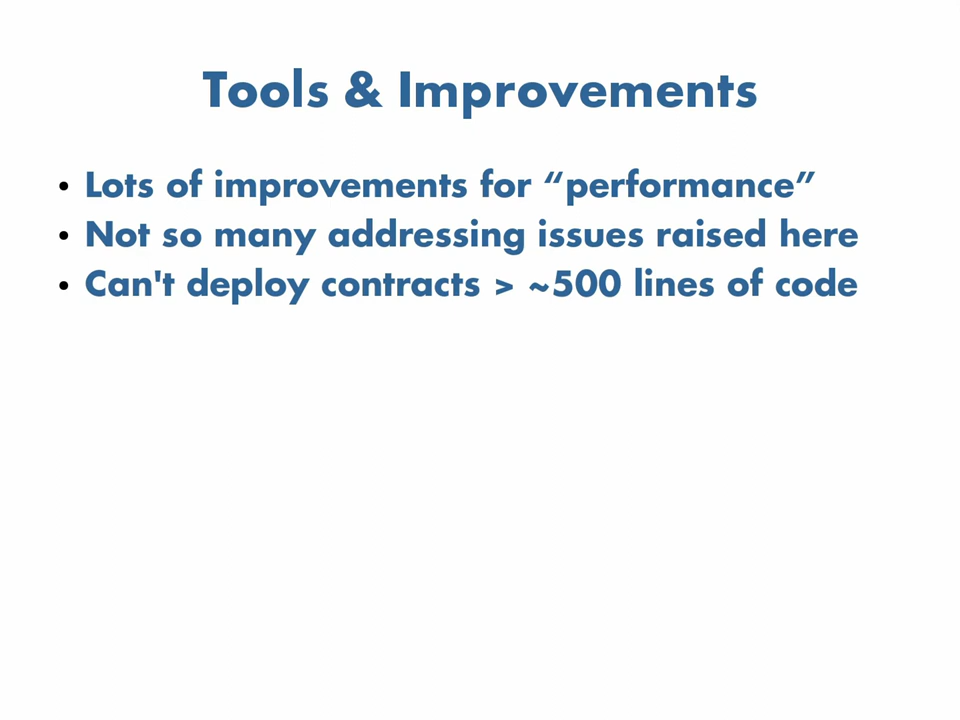 Tools & Improvements
• Lots of improvements for “performance”
• Not so many addressing issues raised here
• Can't deploy contracts > ~500 lines of code